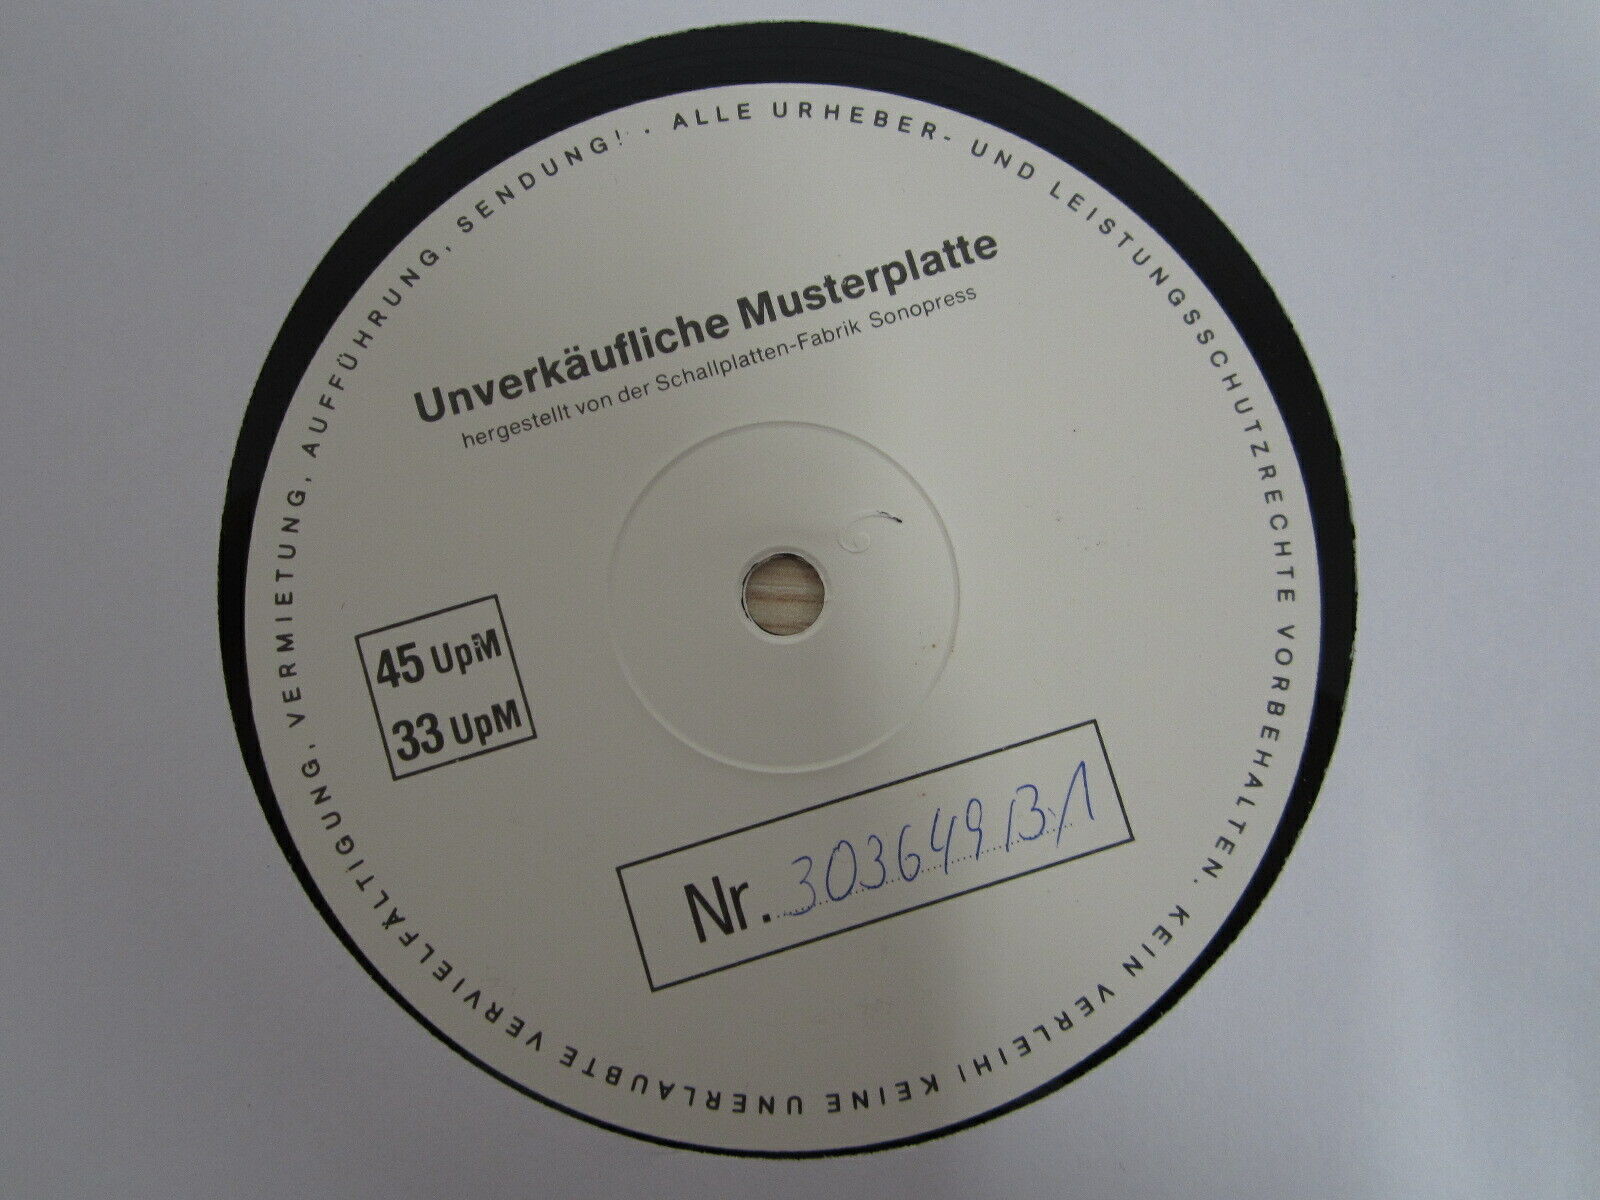 ALLE URHEBER- UND LEISTUNGSSCHUTZRECHTE VORBEHALTEN. KEIN VERLEIH! KEINE UNERLAUBTE VERVIELFÄLTIGUNG, VERMIETUNG, AUFFÜHRUNG, SENDUNG! ·
Unverkäufliche Musterplatte
hergestellt von der Schallplatten-Fabrik Sonopress
45 UpM
33 UpM
Nr. 303649 B/1